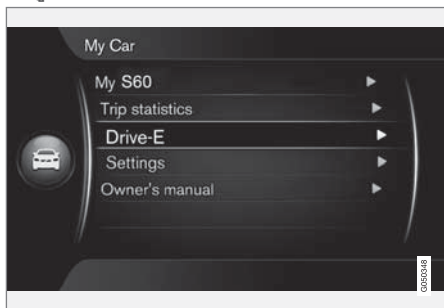 My Car
My S60
Trip statistics
Drive-E
Settings
Owner's manual
G050348